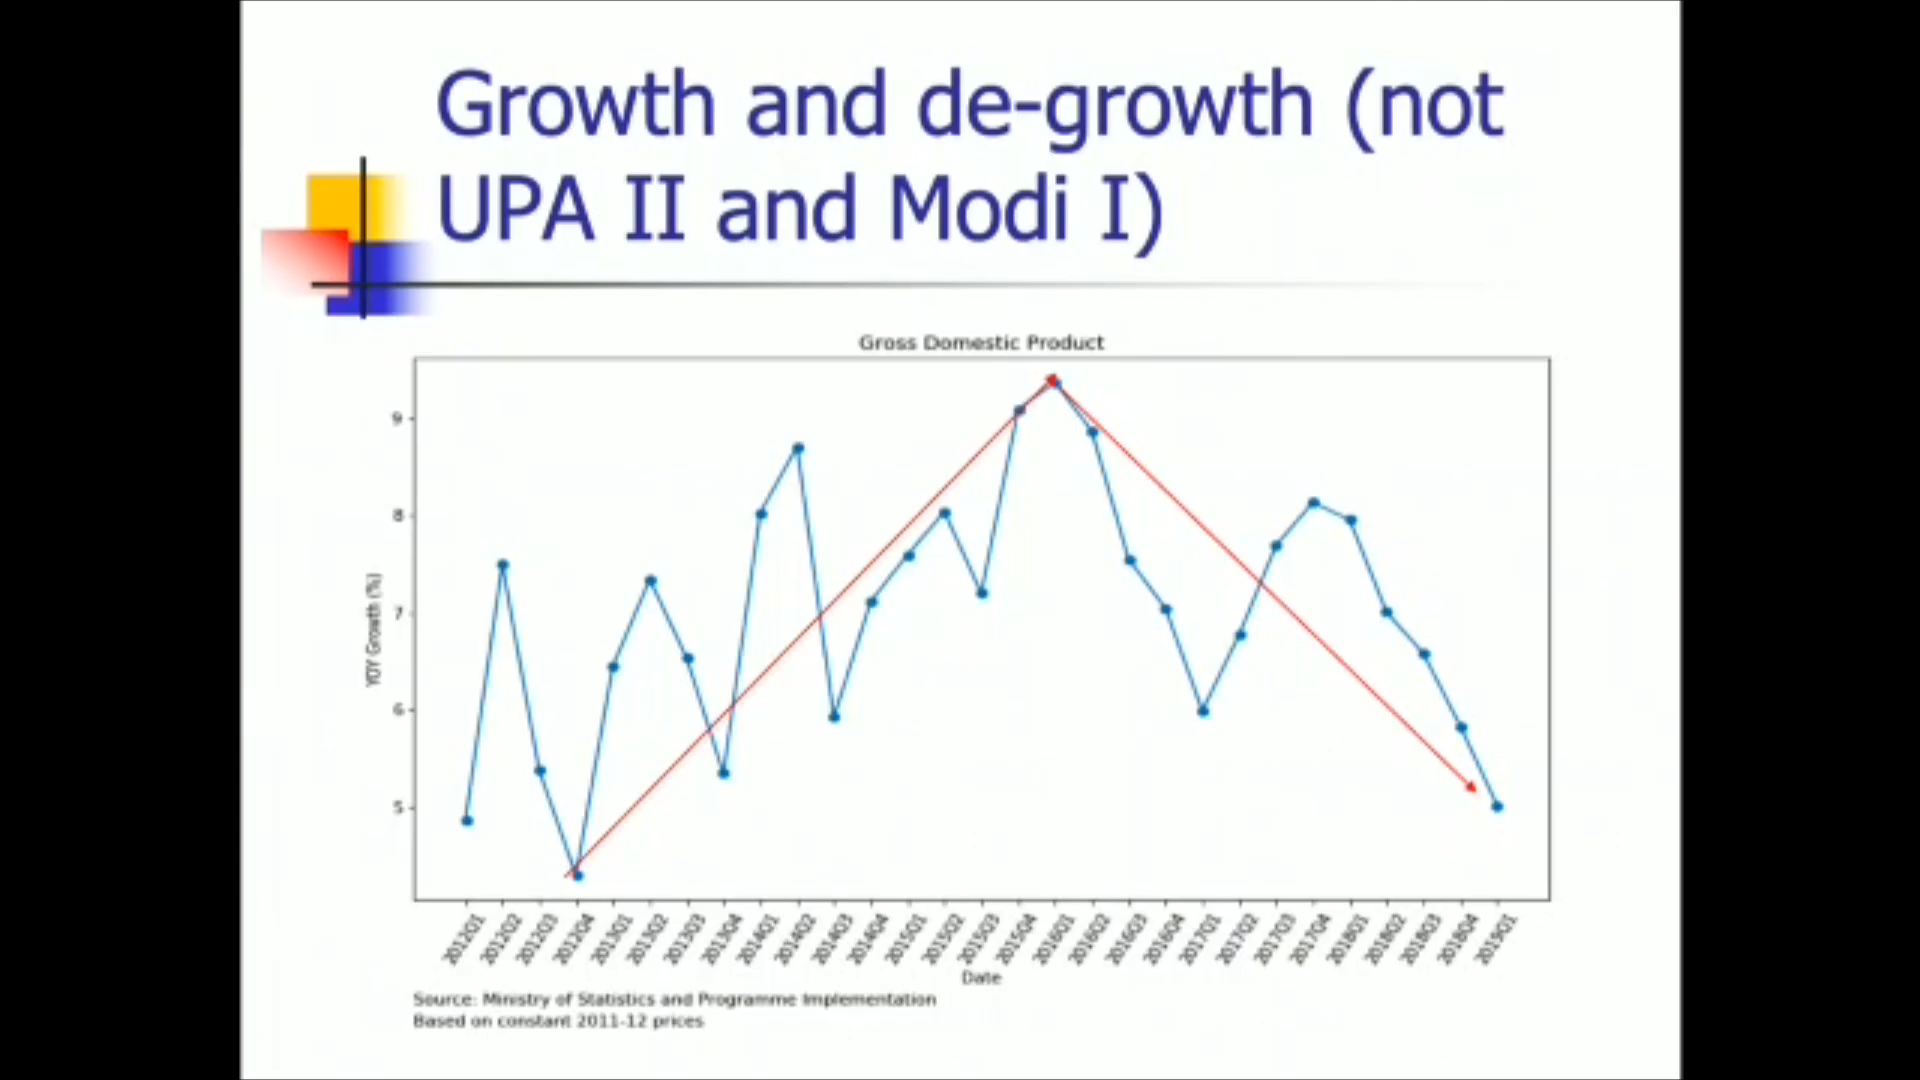 Growth and de-growth (not
UPA II and Modi I)
Gross Domestic Product
9
8
7
6
5
YOY Growth (%)
2012Q1
2012Q2
2012Q3
2012Q4
2013Q1
2013Q2
2013Q3
2013Q4
2014Q1
2014Q2
2014Q3
2014Q4
2015Q1
2015Q2
2015Q3
2015Q4
2016Q1
2016Q2
2016Q3
2016Q4
2017Q1
2017Q2
2017Q3
2017Q4
2018Q1
2018Q2
2018Q3
2018Q4
2019Q1
Date
Source: Ministry of Statistics and Programme Implementation
Based on constant 2011-12 prices